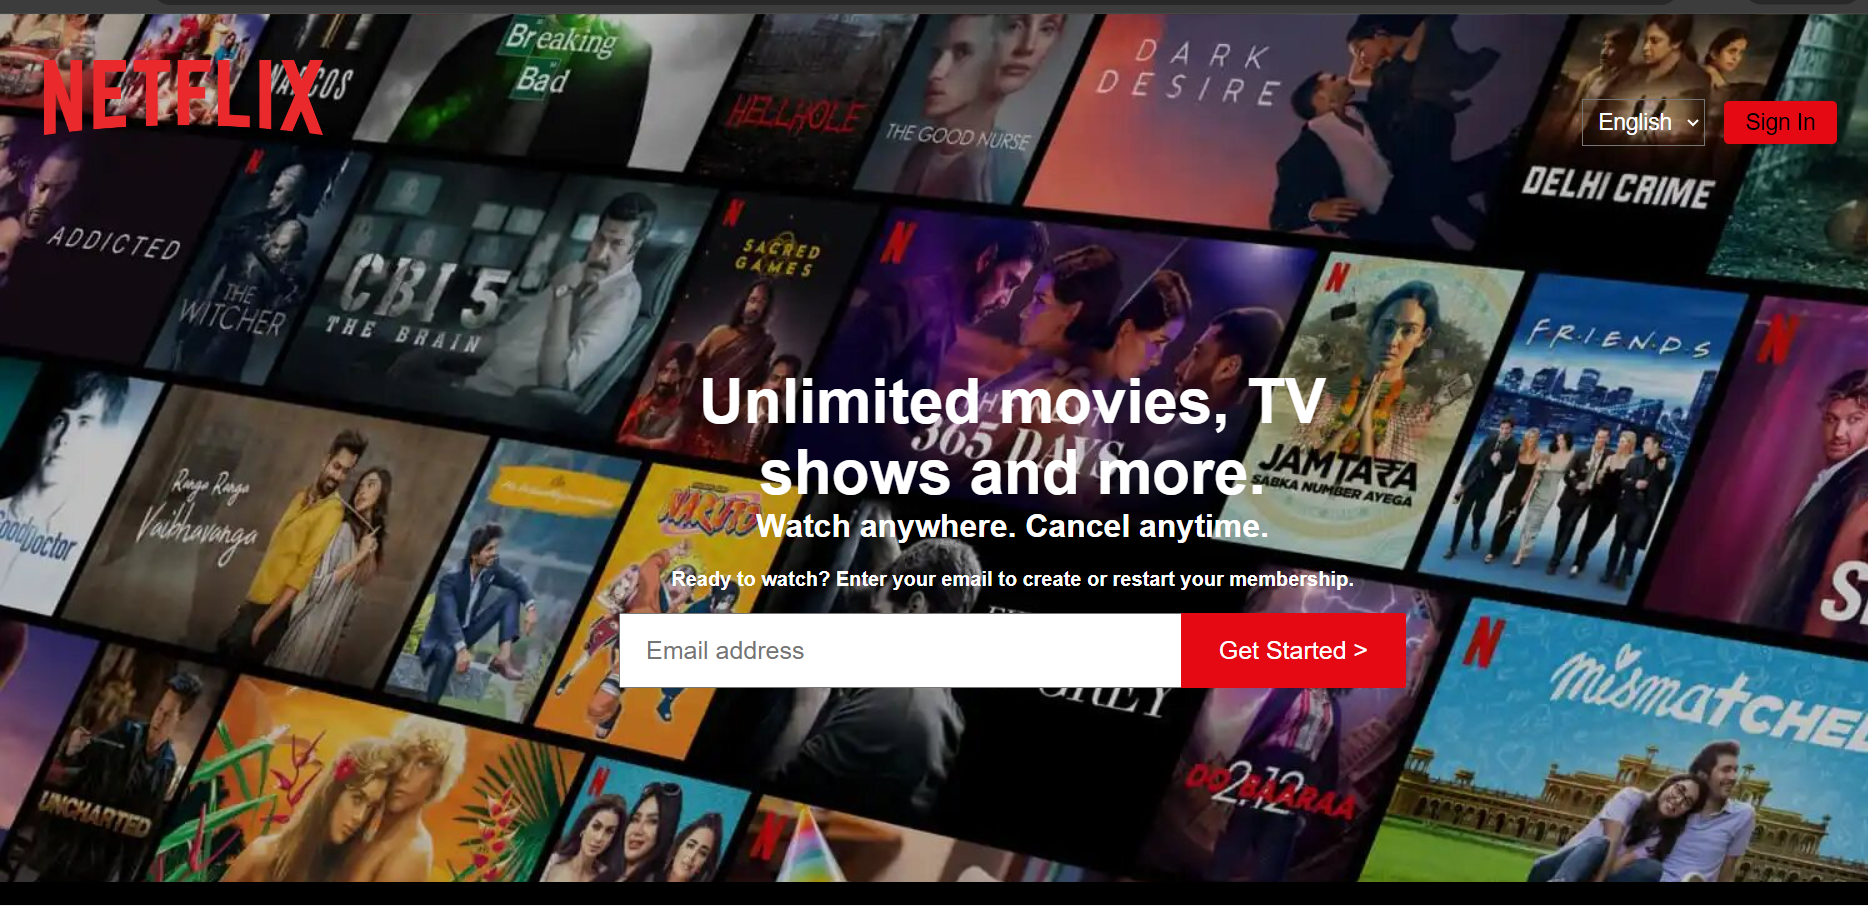 Breaking
Bad
NARCOS
HELLHOLE
THE GOOD NURSE
DARK
DESIRE
DELHI CRIME
NETFLIX
English
Sign In
ADDICTED
N
THE
WITCHER
CBI 5
THE BRAIN
N
SACRED
GAMES
N
365 DAYS
N
JAMTARA
SABKA NUMBER AYEGA
F·R·I·E·N·D·S
N
Unlimited movies, TV
shows and more.
Watch anywhere. Cancel anytime.
Ready to watch? Enter your email to create or restart your membership.
Email address
Get Started >
Doctor
Ranga Ranga
Vaibhavanga
NARUTO
GREY
N
mismatched
UNCHARTED
N
N
DO BAARAA
2:12